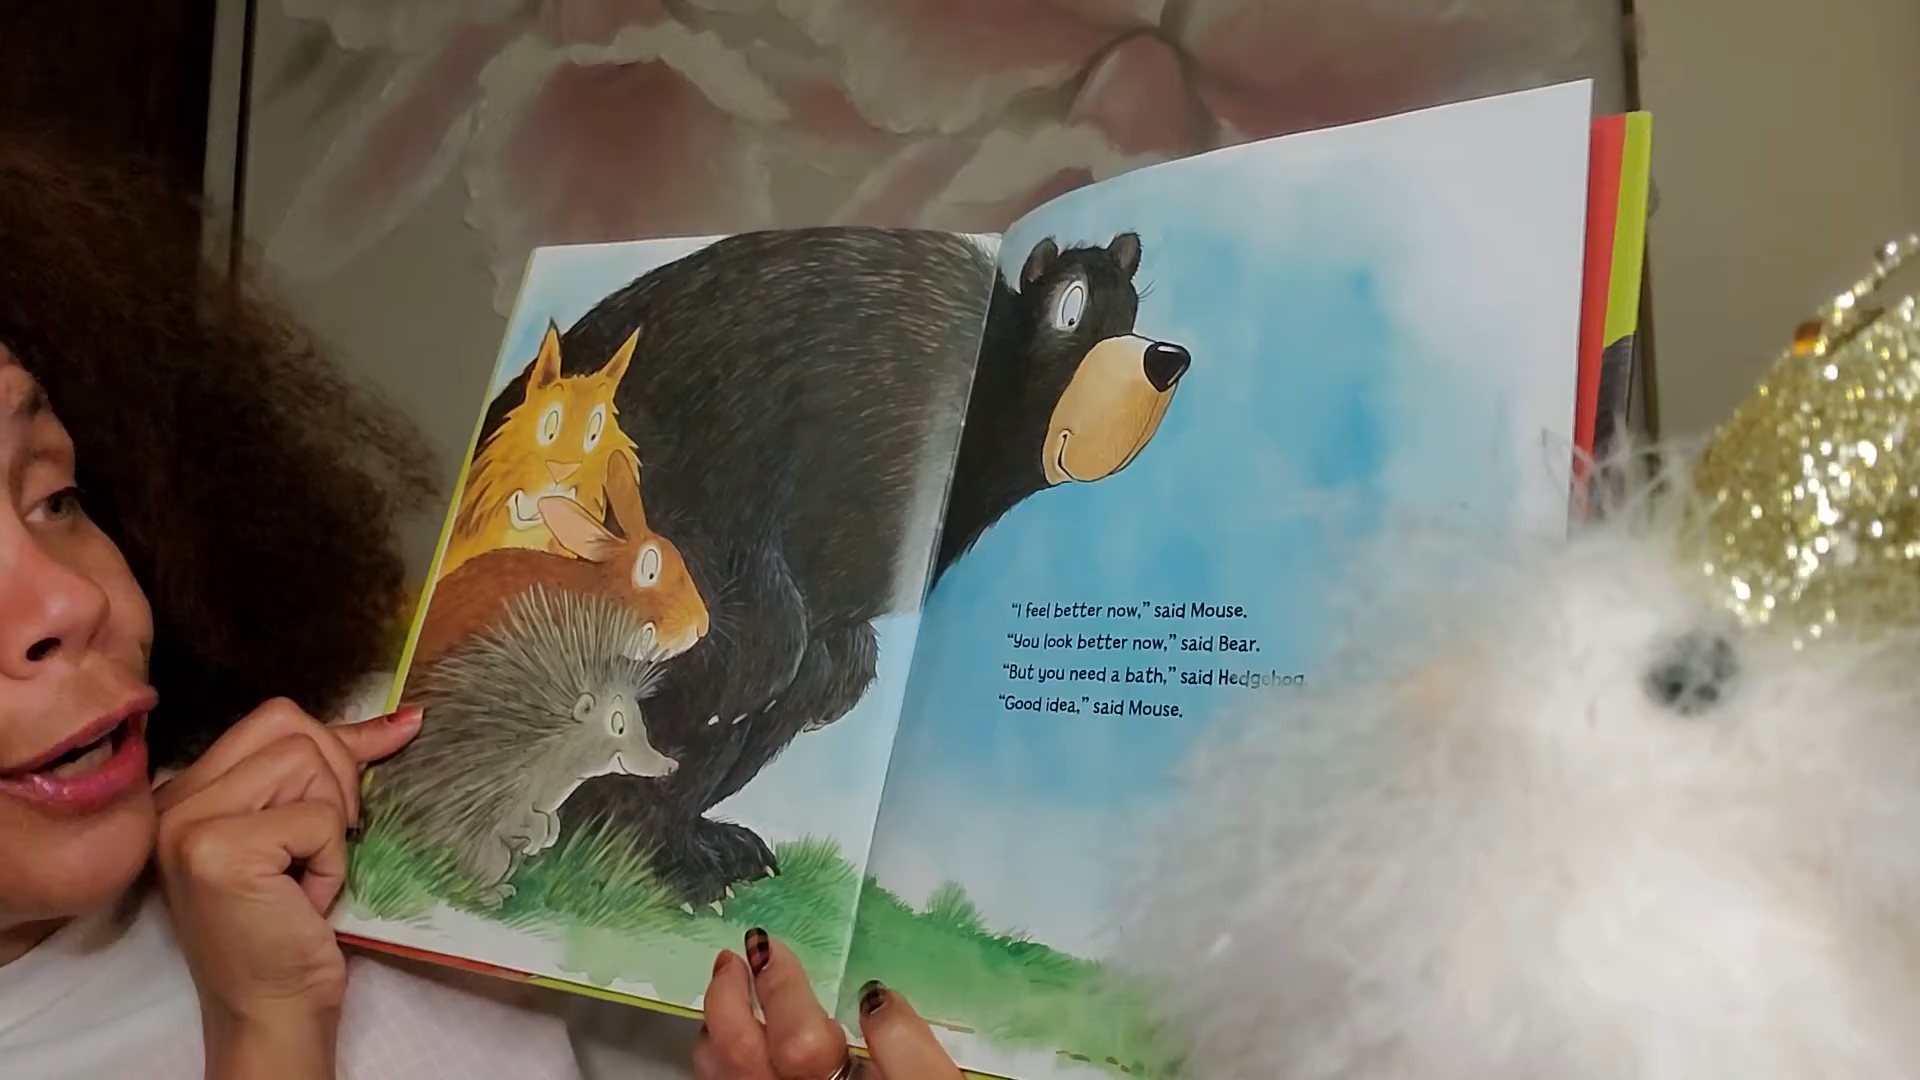 “I feel better now,” said Mouse.
“You look better now,” said Bear.
“But you need a bath,” said Hedgehog.
“Good idea,” said Mouse.